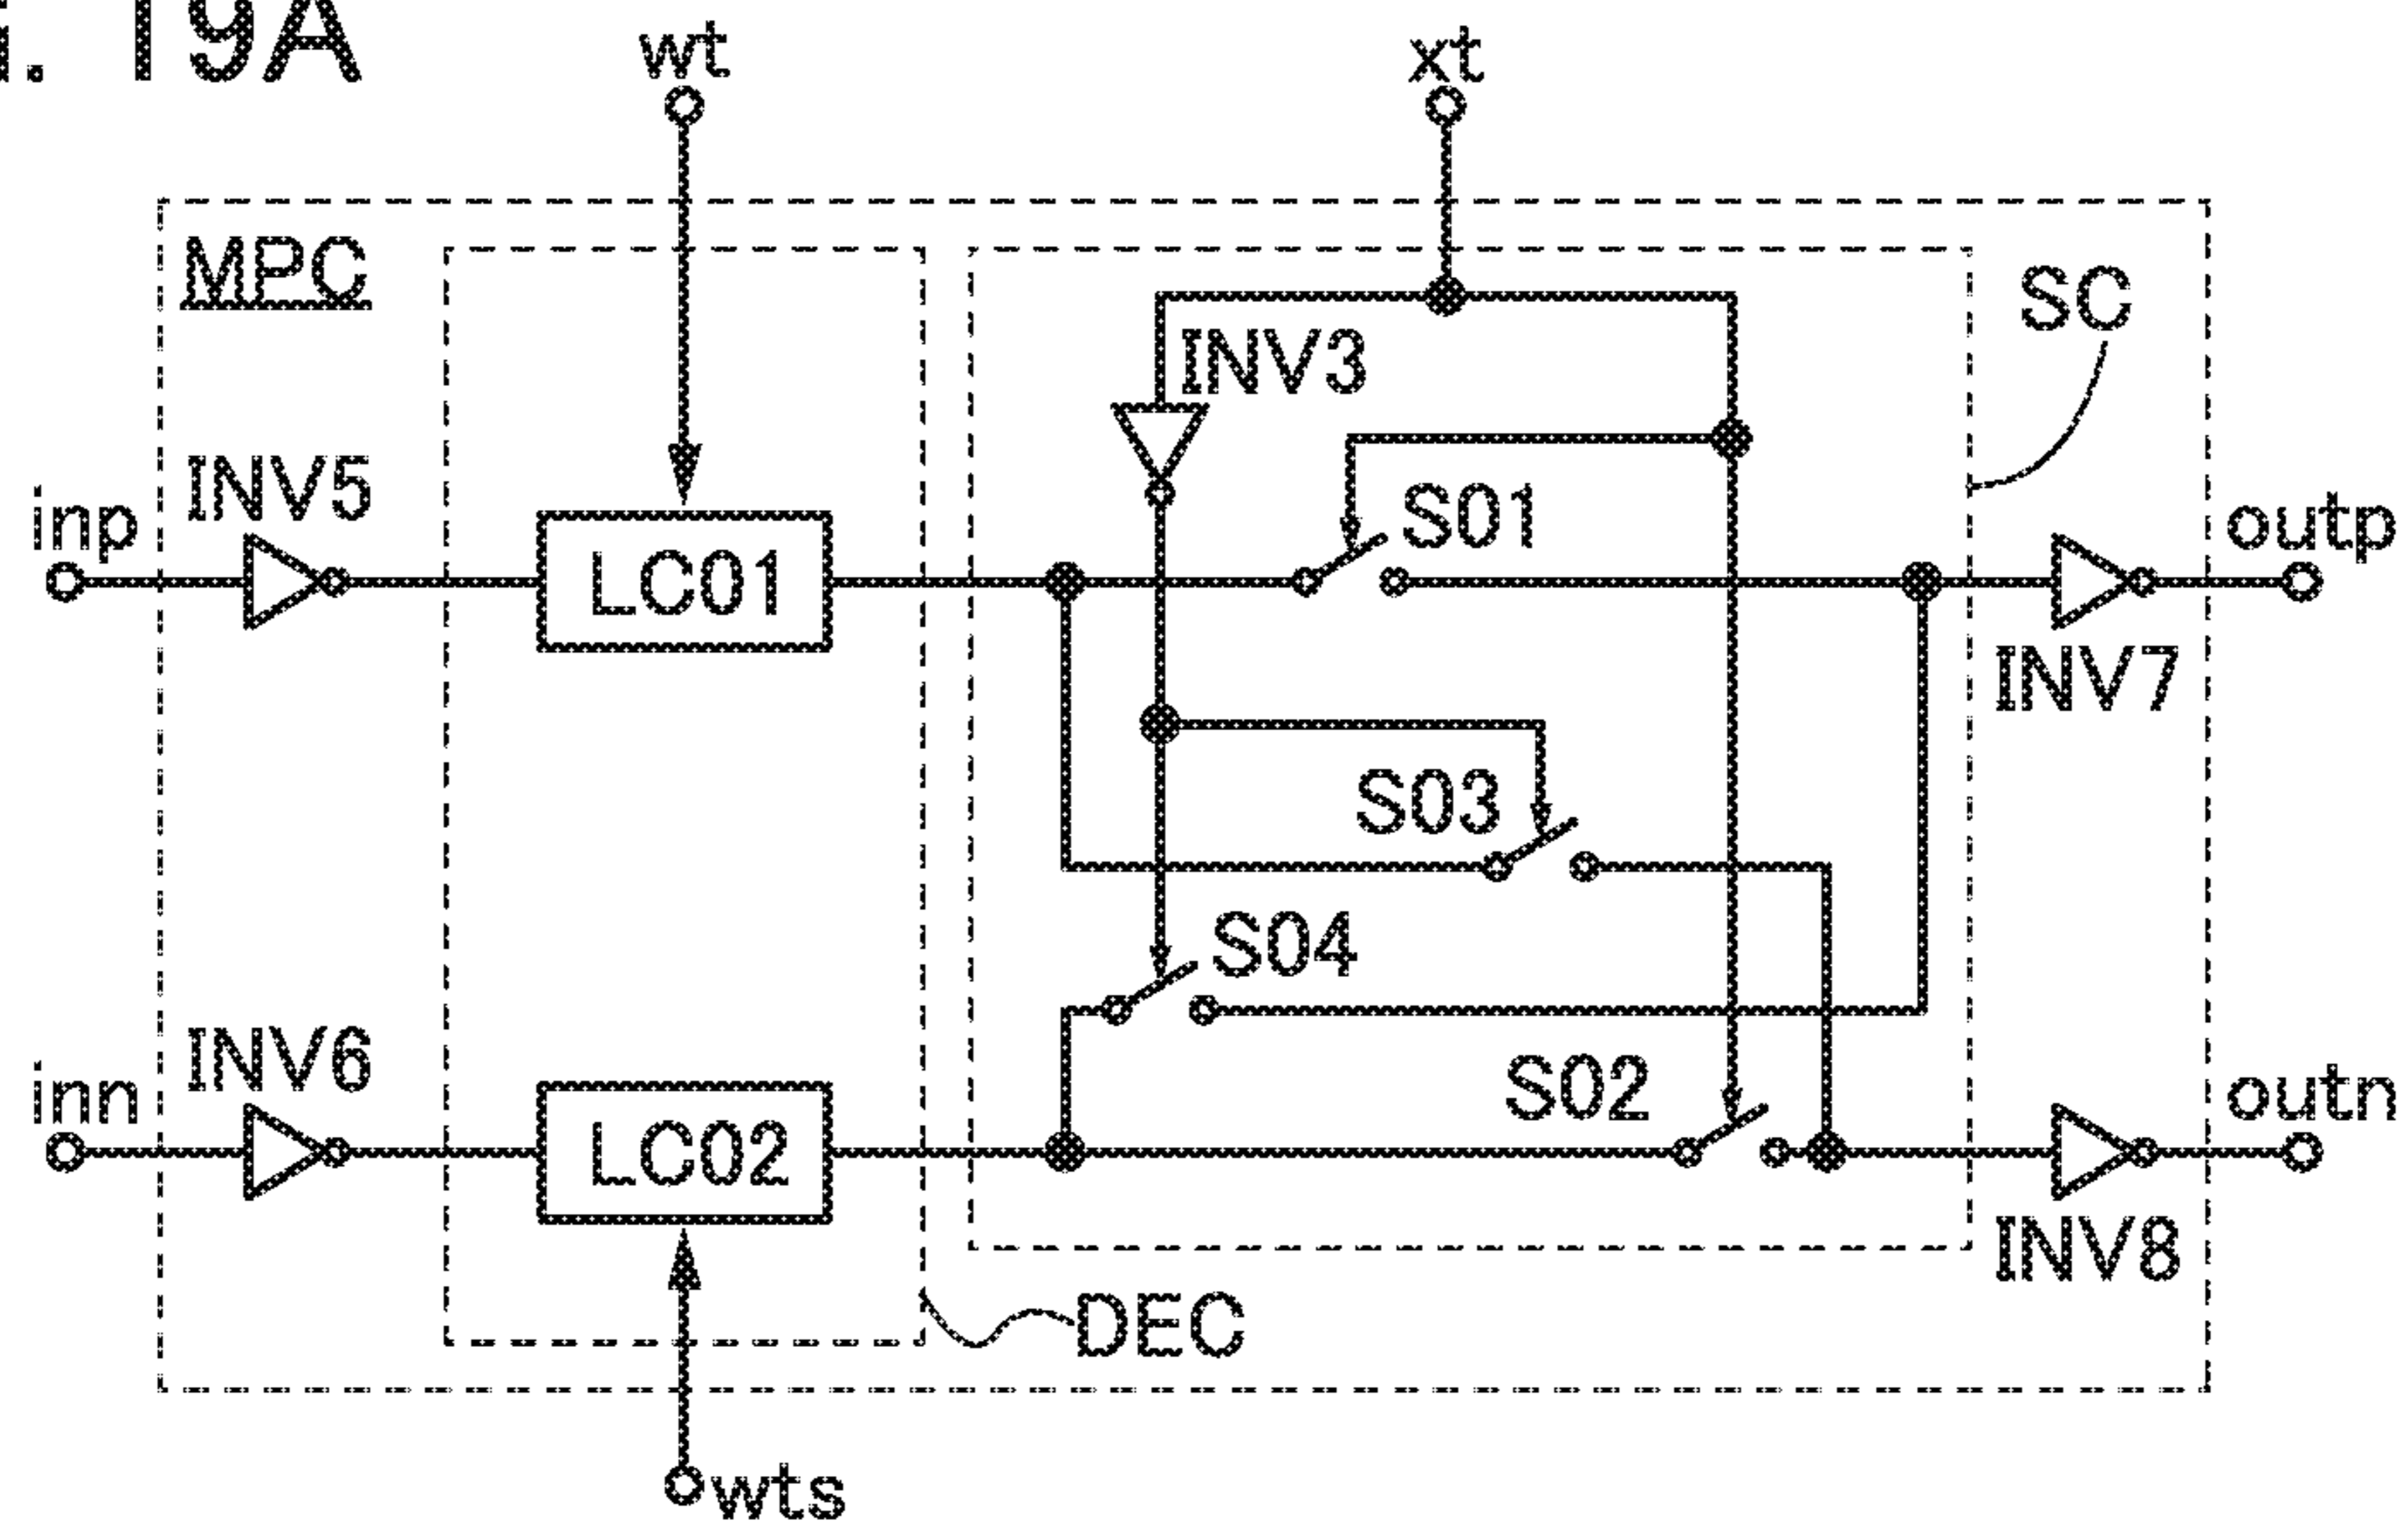 19A
wt
xt
MPC
SC
INV3
INV5
inp
S01
outp
LC01
INV7
S03
S04
INV6
inn
S02
outn
LC02
INV8
DEC
wts